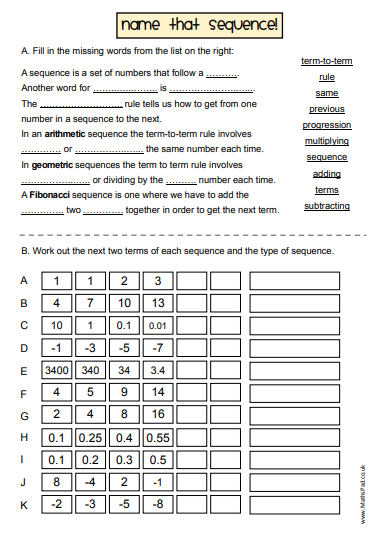 name that sequence!
A. Fill in the missing words from the list on the right:
A sequence is a set of numbers that follow a ……….
Another word for ………………… is …………………….
The …………………… rule tells us how to get from one
number in a sequence to the next.
In an arithmetic sequence the term-to-term rule involves
………… or ………………… the same number each time.
In geometric sequences the term to term rule involves
………………… or dividing by the ………. number each time.
A Fibonacci sequence is one where we have to add the
………… two ………… together in order to get the next term.
term-to-term
rule
same
previous
progression
multiplying
sequence
adding
terms
subtracting
B. Work out the next two terms of each sequence and the type of sequence.
A 1 1 2 3
B 4 7 10 13
C 10 1 0.1 0.01
D -1 -3 -5 -7
E 3400 340 34 3.4
F 4 5 9 14
G 2 4 8 16
H 0.1 0.25 0.4 0.55
I 0.1 0.2 0.3 0.5
J 8 -4 2 -1
K -2 -3 -5 -8
www.MathsPad.co.uk